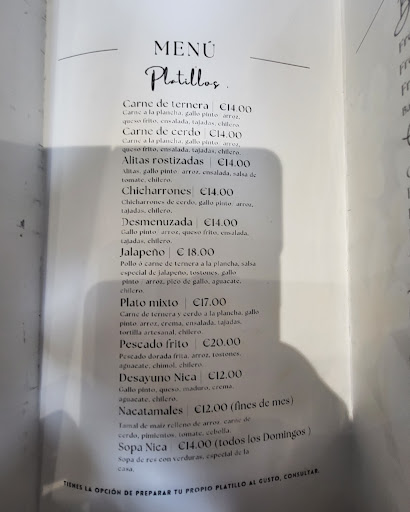 MENÚ
Platillos.
Carne de ternera | €14.00
Carne a la plancha, gallo pinto arroz,
queso frito, ensalada, tajadas, chilero.
Carne de cerdo | €14.00
Carne a la plancha, gallo pinto arroz,
queso frito, ensalada, tajadas, chilero.
Alitas rostizadas | €14.00
Alitas, gallo pinto arroz, ensalada, salsa de
tomate, chilero.
Chicharrones| €14.00
Chicharrones de cerdo, gallo pinto arroz,
tajadas, chilero.
Desmenuzada | €14.00
Gallo pinto arroz, queso frito, ensalada,
tajadas, chilero.
Jalapeño | € 18.00
Pollo ó carne de ternera a la plancha, salsa
especial de jalapeño, tostones, gallo
pinto arroz, pico de gallo, aguacate,
chilero.
Plato mixto | €17.00
Carne de ternera y cerdo a la plancha, gallo
pinto arroz, crema, ensalada, tajadas,
tortilla artesanal, chilero.
Pescado frito | €20.00
Pescado dorada frita, arroz, tostones,
aguacate, chimol, chilero.
Desayuno Nica | €12.00
Gallo pinto, queso, maduro, crema,
aguacate, chilero.
Nacatamales | €12.00 (fines de mes)
Tamal de maíz relleno de arroz, carne de
cerdo, pimientos, tomate, cebolla.
Sopa Nica | €14.00 (todos los Domingos )
Sopa de res con verduras, especial de la
casa.
TIENES LA OPCIÓN DE PREPARAR TU PROPIO PLATILLO AL GUSTO, CONSULTAR.